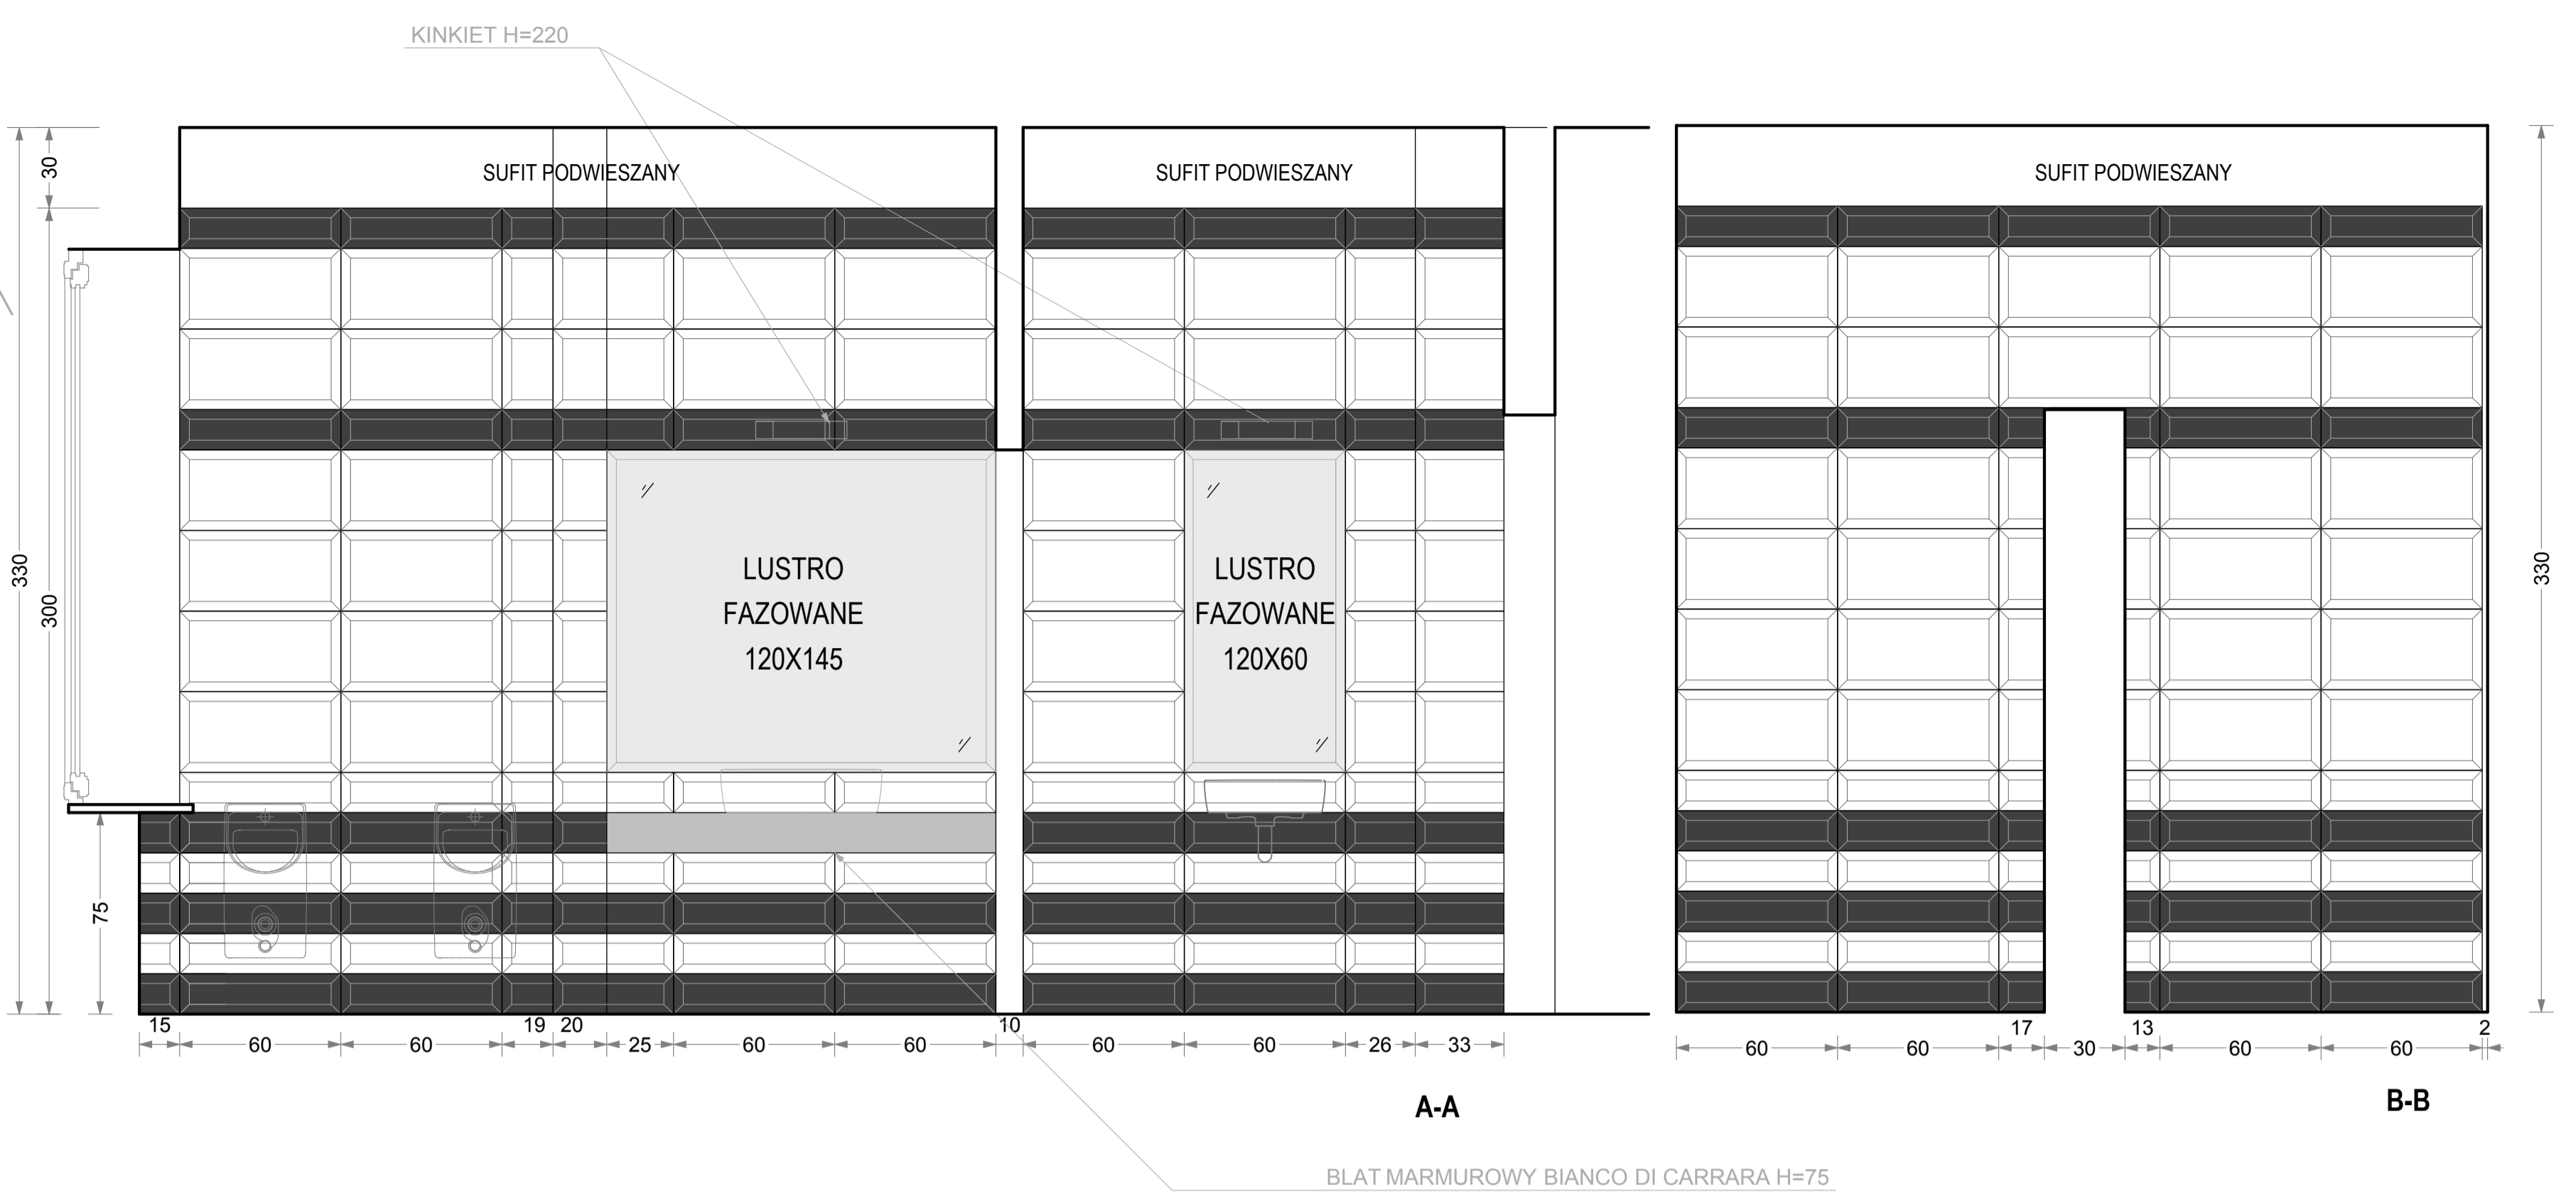 KINKIET H=220
SUFIT PODWIESZANY
SUFIT PODWIESZANY
SUFIT PODWIESZANY
30
330
300
330
LUSTRO
FAZOWANE
120X145
LUSTRO
FAZOWANE
120X60
75
15
19
20
10
17
13
2
60
60
25
60
60
60
60
26
33
60
60
30
60
60
A-A
B-B
BLAT MARMUROWY BIANCO DI CARRARA H=75